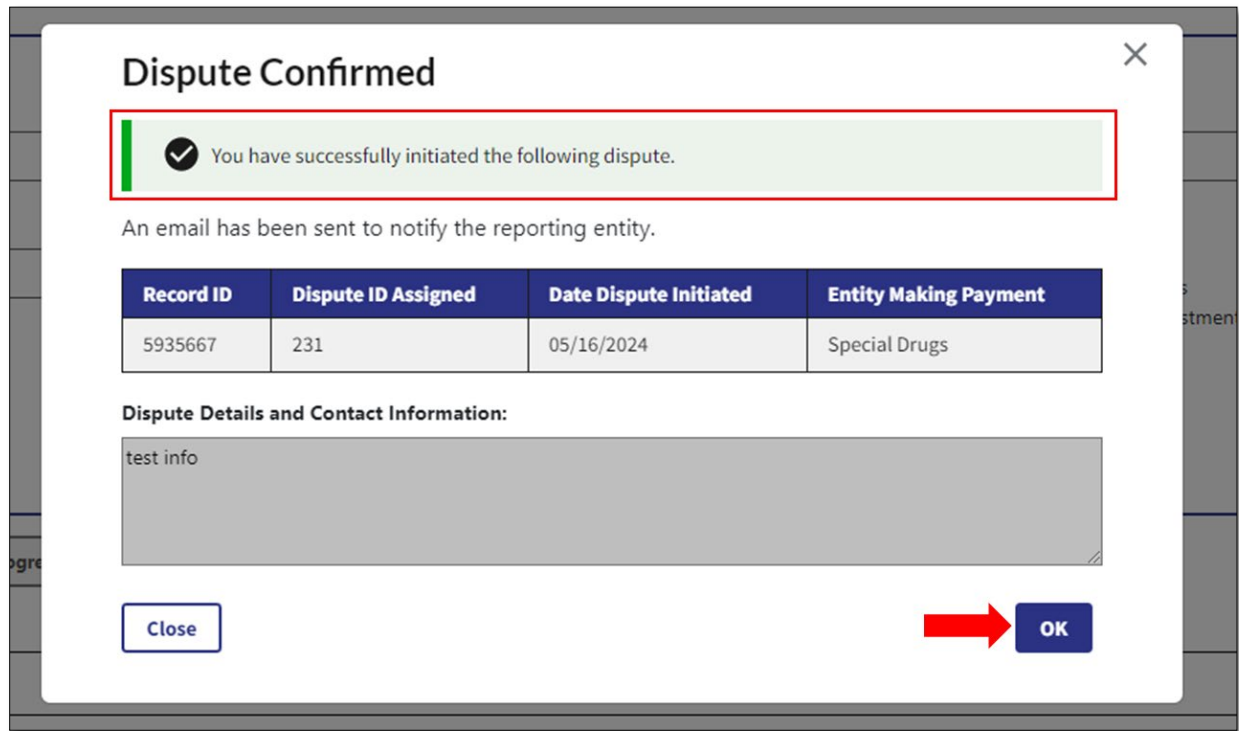 Dispute Confirmed
You have successfully initiated the following dispute.
An email has been sent to notify the reporting entity.
Record ID Dispute ID Assigned Date Dispute Initiated Entity Making Payment
5935667 231 05/16/2024 Special Drugs
Dispute Details and Contact Information:
test info
Close OK